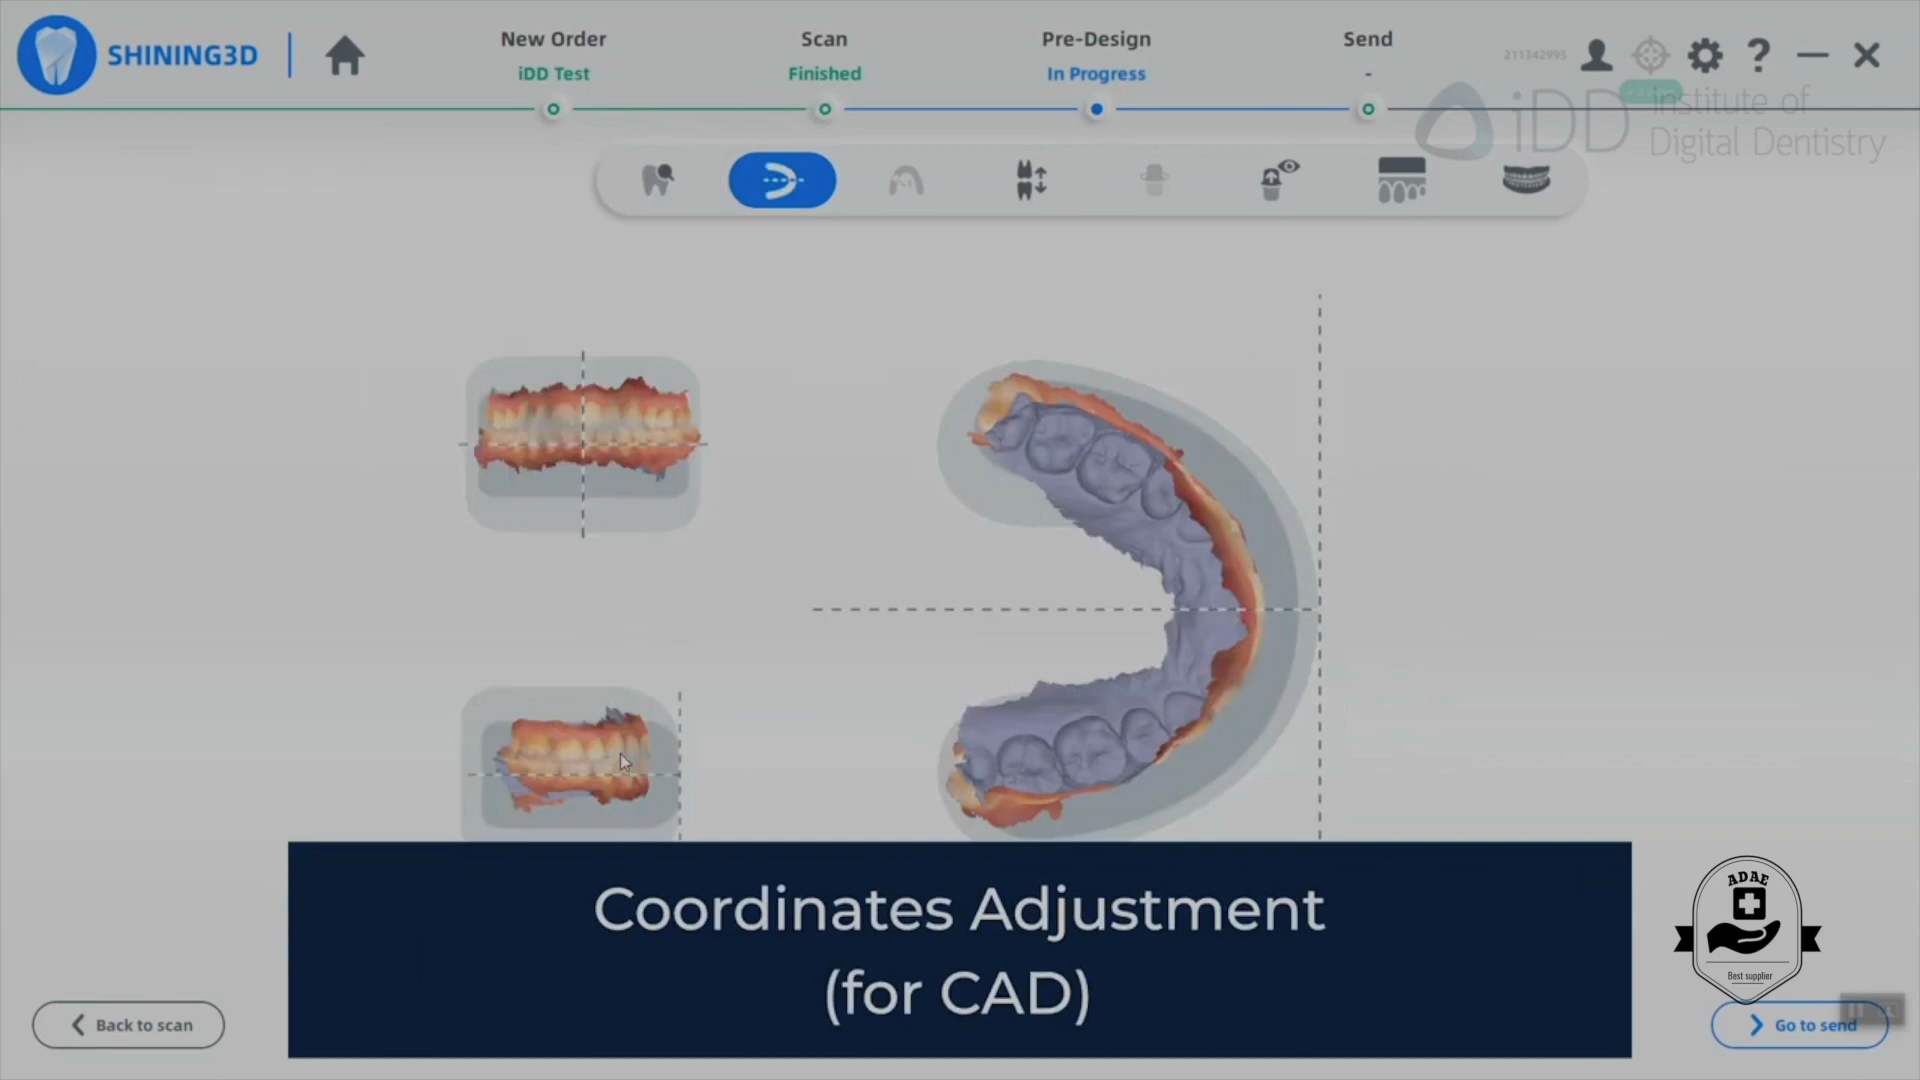 SHINING3D
New Order
iDD Test
Scan
Finished
Pre-Design
In Progress
Send
-
211342995
?
iDD institute of
Digital Dentistry
Coordinates Adjustment
(for CAD)
ADAE
Best supplier
Back to scan
Go to send